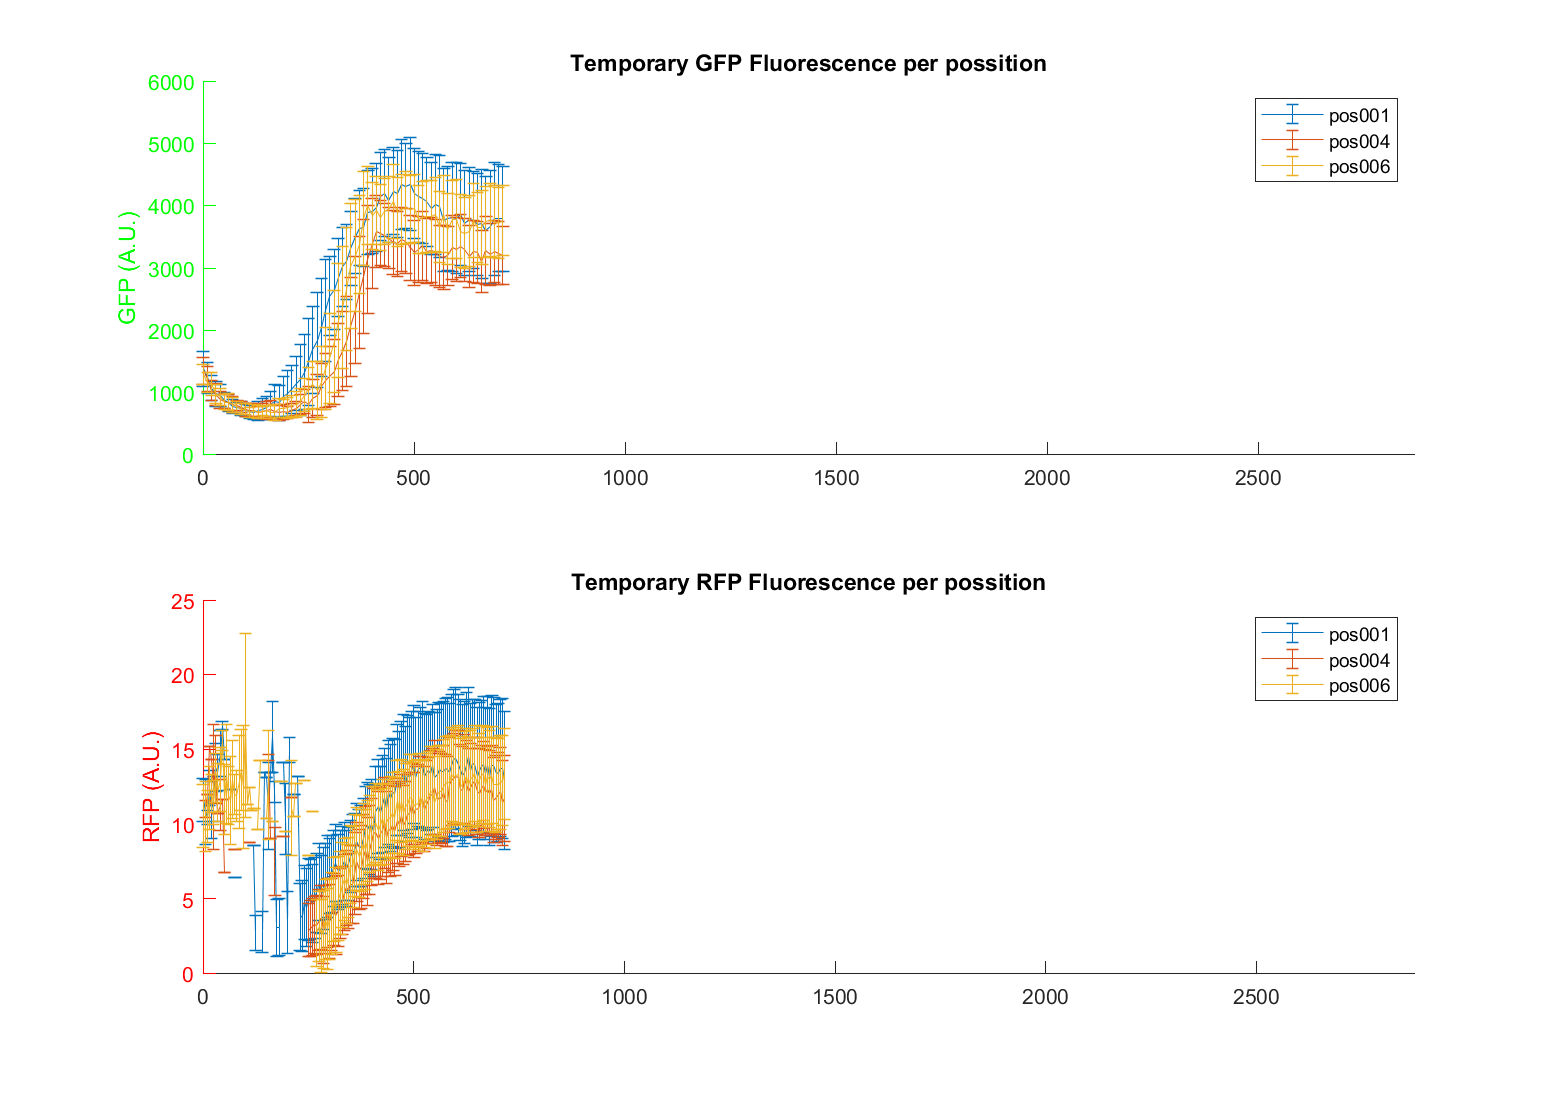 Temporary GFP Fluorescence per possition
6000
5000
4000
3000
2000
1000
0
GFP (A.U.)
0 500 1000 1500 2000 2500
pos001
pos004
pos006
Temporary RFP Fluorescence per possition
25
20
15
10
5
0
RFP (A.U.)
0 500 1000 1500 2000 2500
pos001
pos004
pos006